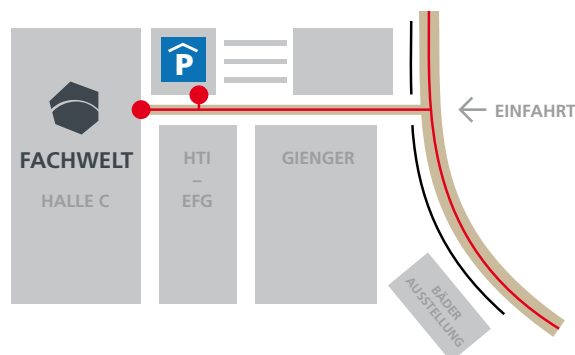 P
EINFAHRT
FACHWELT
HALLE C
HTI
–
EFG
GIENGER
BÄDER
AUSSTELLUNG